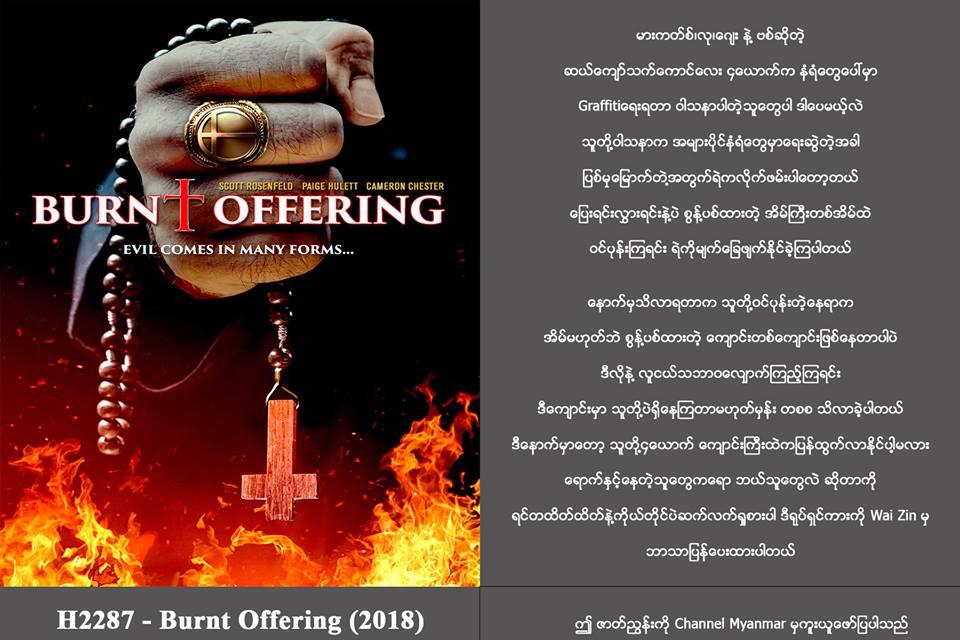 SCOTT ROSENFELD PAIGE HULETT CAMERON CHESTER
BURNT OFFERING
EVIL COMES IN MANY FORMS...
H2287 - Burnt Offering (2018)
မားကတ်စ်၊လု၊ဂျေး နဲ့ ဗစ်ဆိုတဲ့
ဆယ်ကျော်သက်ကောင်လေး ၄ယောက်က နံရံတွေပေါ်မှာ
Graffitiရေးရတာ ဝါသနာပါတဲ့သူတွေပါ ဒါပေမယ့်လဲ
သူတို့ဝါသနာက အများပိုင်နံရံတွေမှာရေးဆွဲတဲ့အခါ
ပြစ်မှုမြောက်တဲ့အတွက်ရဲကလိုက်ဖမ်းပါတော့တယ်
ပြေးရင်းလွှားရင်းနဲ့ပဲ စွန့်ပစ်ထားတဲ့ အိမ်ကြီးတစ်အိမ်ထဲ
ဝင်ပုန်းကြရင်း ရဲကိုမျက်ခြေဖျက်နိုင်ခဲ့ကြပါတယ်
နောက်မှသိလာရတာက သူတို့ဝင်ပုန်းတဲ့နေရာက
အိမ်မဟုတ်ဘဲ စွန့်ပစ်ထားတဲ့ ကျောင်းတစ်ကျောင်းဖြစ်နေတာပါပဲ
ဒီလိုနဲ့ လူငယ်သဘာဝလျှောက်ကြည့်ကြရင်း
ဒီကျောင်းမှာ သူတို့ပဲရှိနေကြတာမဟုတ်မှန်း တစစ သိလာခဲ့ပါတယ်
ဒီနောက်မှာတော့ သူတို့၄ယောက် ကျောင်းကြီးထဲကပြန်ထွက်လာနိုင်ပါ့မလား
ရောက်နှင့်နေတဲ့သူတွေကရော ဘယ်သူတွေလဲ ဆိုတာကို
ရင်တထိတ်ထိတ်နဲ့ကိုယ်တိုင်ပဲဆက်လက်ရှုစားပါ ဒီရုပ်ရှင်ကားကို Wai Zin မှ
ဘာသာပြန်ပေးထားပါတယ်
ဤ ဇာတ်ညွှန်းကို Channel Myanmar မှကူးယူဖော်ပြပါသည်